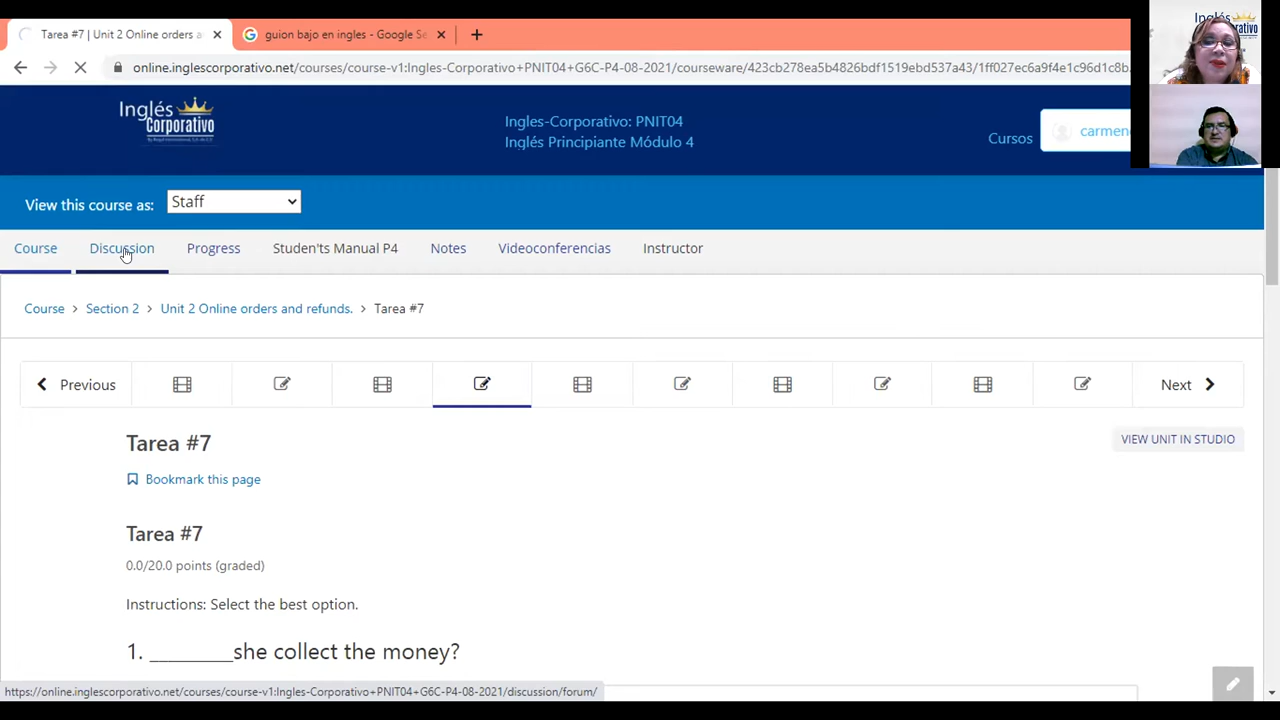 Tarea #7 | Unit 2 Online orders a
guion bajo en ingles - Google Se
online.inglescorporativo.net/courses/course-v1:Ingles-Corporativo+PNIT04+G6C-P4-08-2021/courseware/423cb278ea5b4826bdf1519ebd537a43/1ff027ec6a9f4e1c96d1c8b.
Inglés
Corporativo
Ingles-Corporativo: PNIT04
Inglés Principiante Módulo 4
Cursos
carmen
View this course as:
Staff
Course
Discussion
Progress
Studen'ts Manual P4
Notes
Videoconferencias
Instructor
Course > Section 2 > Unit 2 Online orders and refunds. > Tarea #7
Previous
Next
Tarea #7
VIEW UNIT IN STUDIO
Bookmark this page
Tarea #7
0.0/20.0 points (graded)
Instructions: Select the best option.
1. ________she collect the money?
https://online.inglescorporativo.net/courses/course-v1:Ingles-Corporativo+PNIT04+G6C-P4-08-2021/discussion/forum/